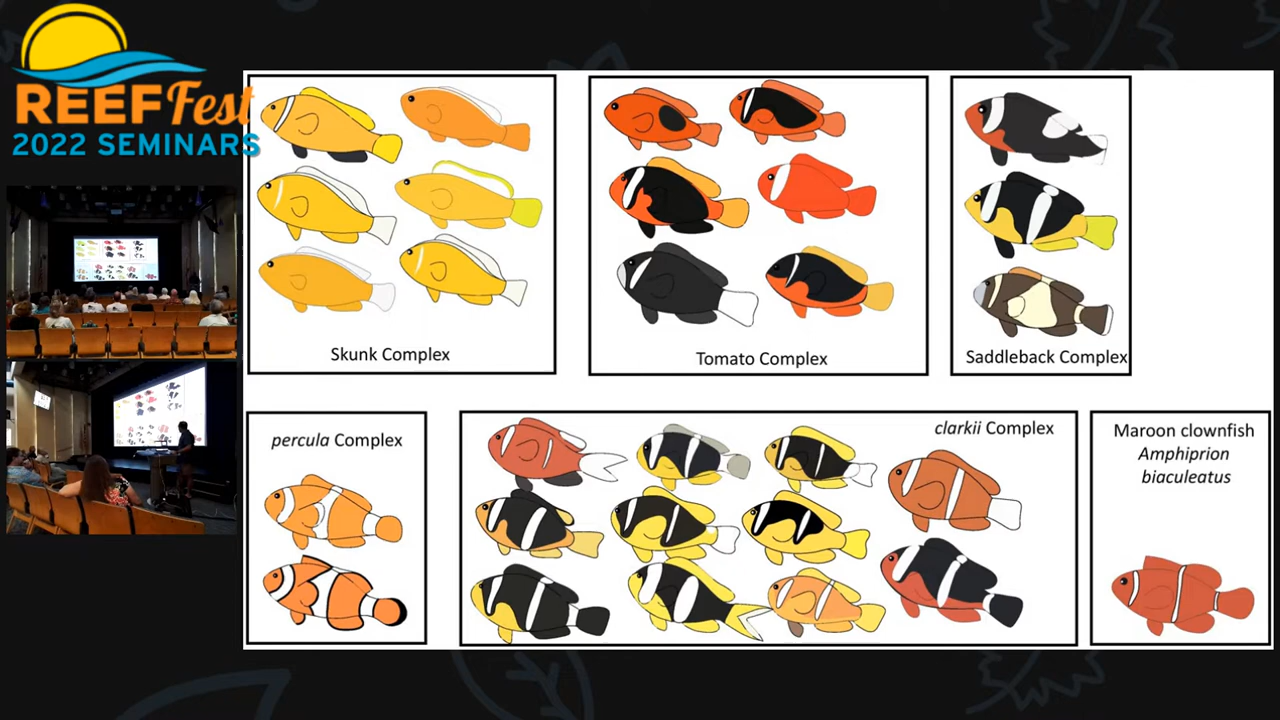 REEF Fest
2022 SEMINARS
Skunk Complex
Tomato Complex
Saddleback Complex
percula Complex
clarkii Complex
Maroon clownfish
Amphiprion
biaculeatus